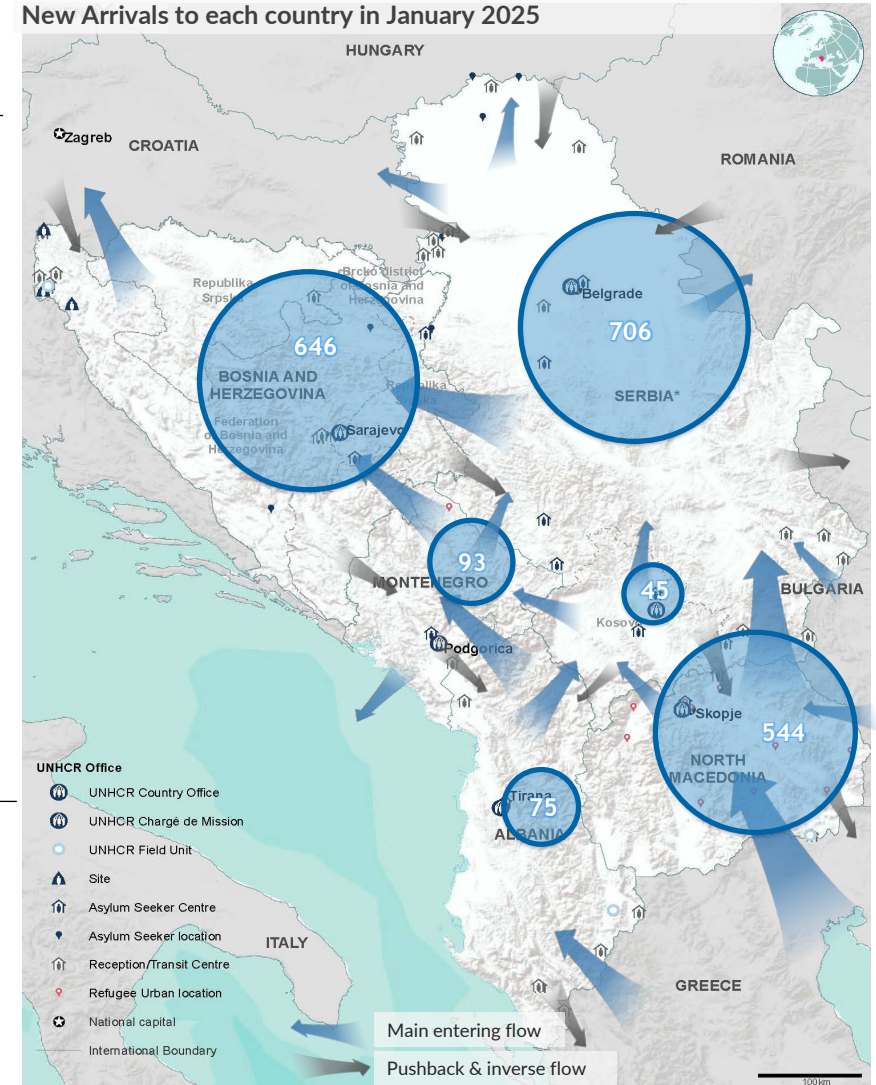 New Arrivals to each country in January 2025
HUNGARY
Zagreb
CROATIA
ROMANIA
Republika
Srpska
Brcko district
of Bosnia and
Herzegovina
Belgrade
646
706
BOSNIA AND
HERZEGOVINA
Republika
Srpska
SERBIA*
Federation
of Bosnia and
Herzegovina
Sarajevo
93
MONTENEGRO
45
BULGARIA
Kosovo
Podgorica
Skopje
544
NORTH
MACEDONIA
Tirana
75
ALBANIA
ITALY
GREECE
UNHCR Office
UNHCR Country Office
UNHCR Chargé de Mission
UNHCR Field Unit
Site
Asylum Seeker Centre
Asylum Seeker location
Reception/Transit Centre
Refugee Urban location
National capital
International Boundary
Main entering flow
Pushback & inverse flow
100km